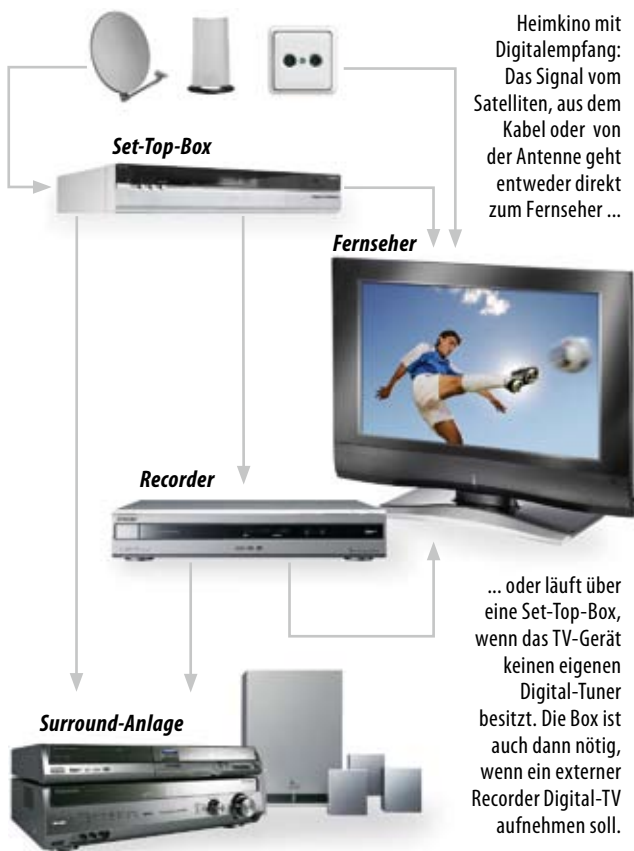 Heimkino mit
Digitalempfang:
Das Signal vom
Satelliten, aus dem
Kabel oder von
der Antenne geht
entweder direkt
zum Fernseher ...
Set-Top-Box
Fernseher
Recorder
... oder läuft über
eine Set-Top-Box,
wenn das TV-Gerät
keinen eigenen
Digital-Tuner
besitzt. Die Box ist
auch dann nötig,
wenn ein externer
Recorder Digital-TV
aufnehmen soll.
Surround-Anlage